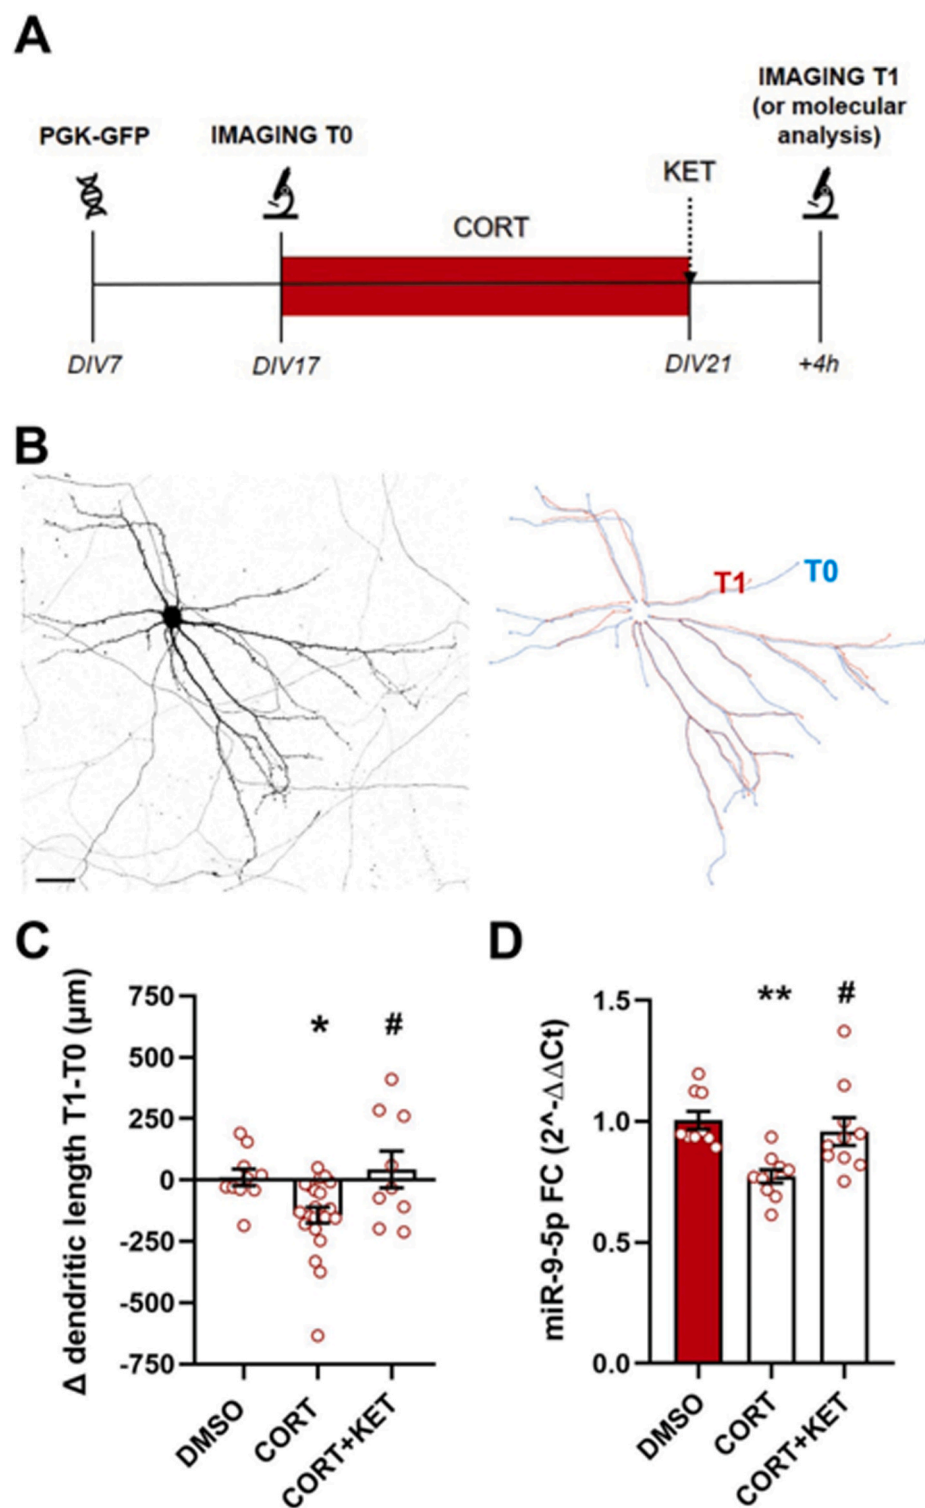 A
PGK-GFP
IMAGING T0
IMAGING T1
(or molecular
analysis)
KET
CORT
DIV7
DIV17
DIV21
+4h
B
T1
T0
C
Δ dendritic length T1-T0 (μm)
750
500
250
0
-250
-500
-750
*
#
DMSO
CORT
CORT+KET
D
miR-9-5p FC (2^-ΔΔCt)
1.5
1.0
0.5
0.0
**
#
DMSO
CORT
CORT+KET